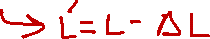 ↳ L' = L - ΔL